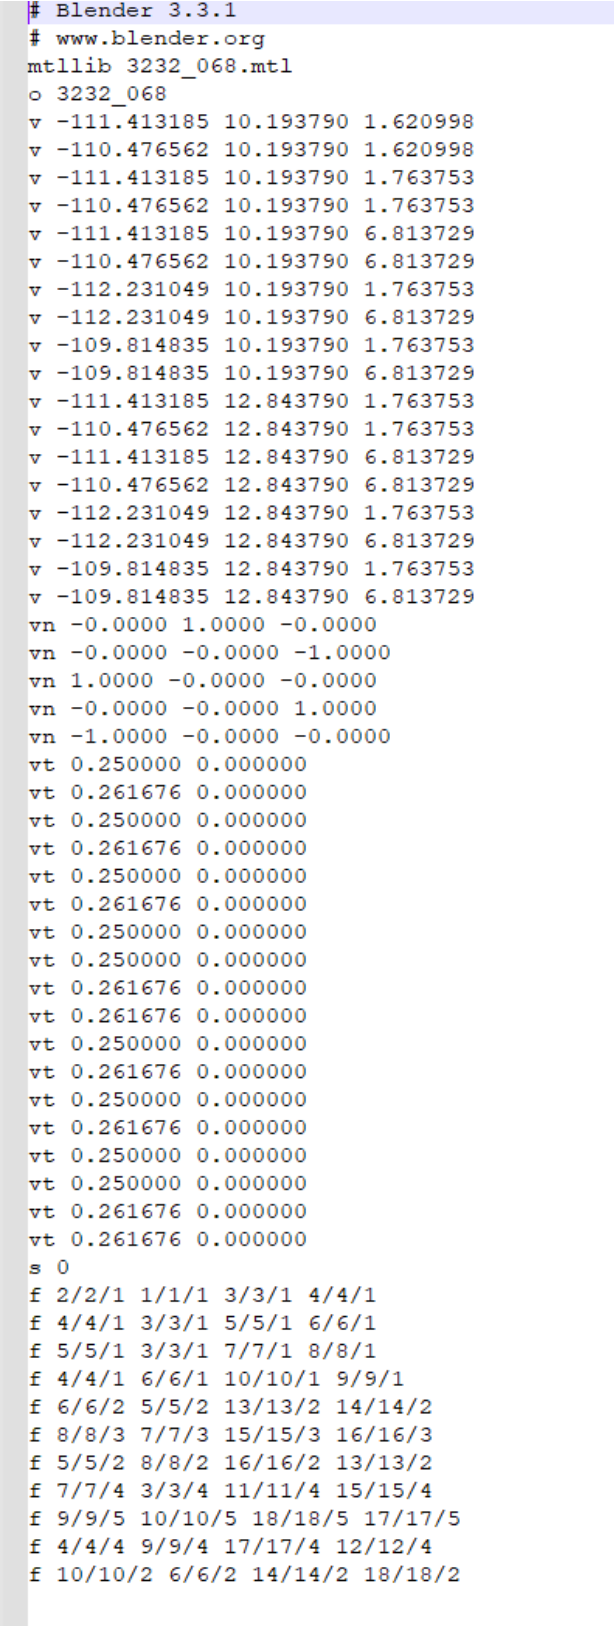 # Blender 3.3.1
# www.blender.org
mtllib 3232_068.mtl
o 3232_068
v -111.413185 10.193790 1.620998
v -110.476562 10.193790 1.620998
v -111.413185 10.193790 1.763753
v -110.476562 10.193790 1.763753
v -111.413185 10.193790 6.813729
v -110.476562 10.193790 6.813729
v -112.231049 10.193790 1.763753
v -112.231049 10.193790 6.813729
v -109.814835 10.193790 1.763753
v -109.814835 10.193790 6.813729
v -111.413185 12.843790 1.763753
v -110.476562 12.843790 1.763753
v -111.413185 12.843790 6.813729
v -110.476562 12.843790 6.813729
v -112.231049 12.843790 1.763753
v -112.231049 12.843790 6.813729
v -109.814835 12.843790 1.763753
v -109.814835 12.843790 6.813729
vn -0.0000 1.0000 -0.0000
vn -0.0000 -0.0000 -1.0000
vn 1.0000 -0.0000 -0.0000
vn -0.0000 -0.0000 1.0000
vn -1.0000 -0.0000 -0.0000
vt 0.250000 0.000000
vt 0.261676 0.000000
vt 0.250000 0.000000
vt 0.261676 0.000000
vt 0.250000 0.000000
vt 0.261676 0.000000
vt 0.250000 0.000000
vt 0.250000 0.000000
vt 0.261676 0.000000
vt 0.261676 0.000000
vt 0.250000 0.000000
vt 0.261676 0.000000
vt 0.250000 0.000000
vt 0.261676 0.000000
vt 0.250000 0.000000
vt 0.250000 0.000000
vt 0.261676 0.000000
vt 0.261676 0.000000
s 0
f 2/2/1 1/1/1 3/3/1 4/4/1
f 4/4/1 3/3/1 5/5/1 6/6/1
f 5/5/1 3/3/1 7/7/1 8/8/1
f 4/4/1 6/6/1 10/10/1 9/9/1
f 6/6/2 5/5/2 13/13/2 14/14/2
f 8/8/3 7/7/3 15/15/3 16/16/3
f 5/5/2 8/8/2 16/16/2 13/13/2
f 7/7/4 3/3/4 11/11/4 15/15/4
f 9/9/5 10/10/5 18/18/5 17/17/5
f 4/4/4 9/9/4 17/17/4 12/12/4
f 10/10/2 6/6/2 14/14/2 18/18/2